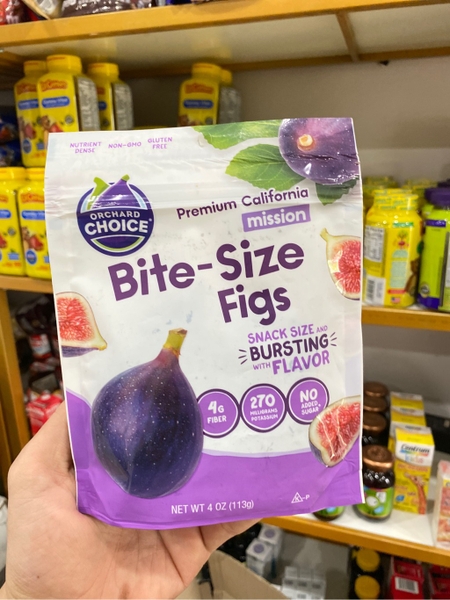 NUTRIENT DENSE
NON-GMO
GLUTEN FREE
ORCHARD
CHOICE
Premium California
mission
Bite-Size
Figs
SNACK SIZE AND
BURSTING
WITH FLAVOR
4G
FIBER
270
MILLIGRAMS
POTASSIUM
NO
ADDED
SUGAR
NET WT 4 OZ (113g)
Centrum